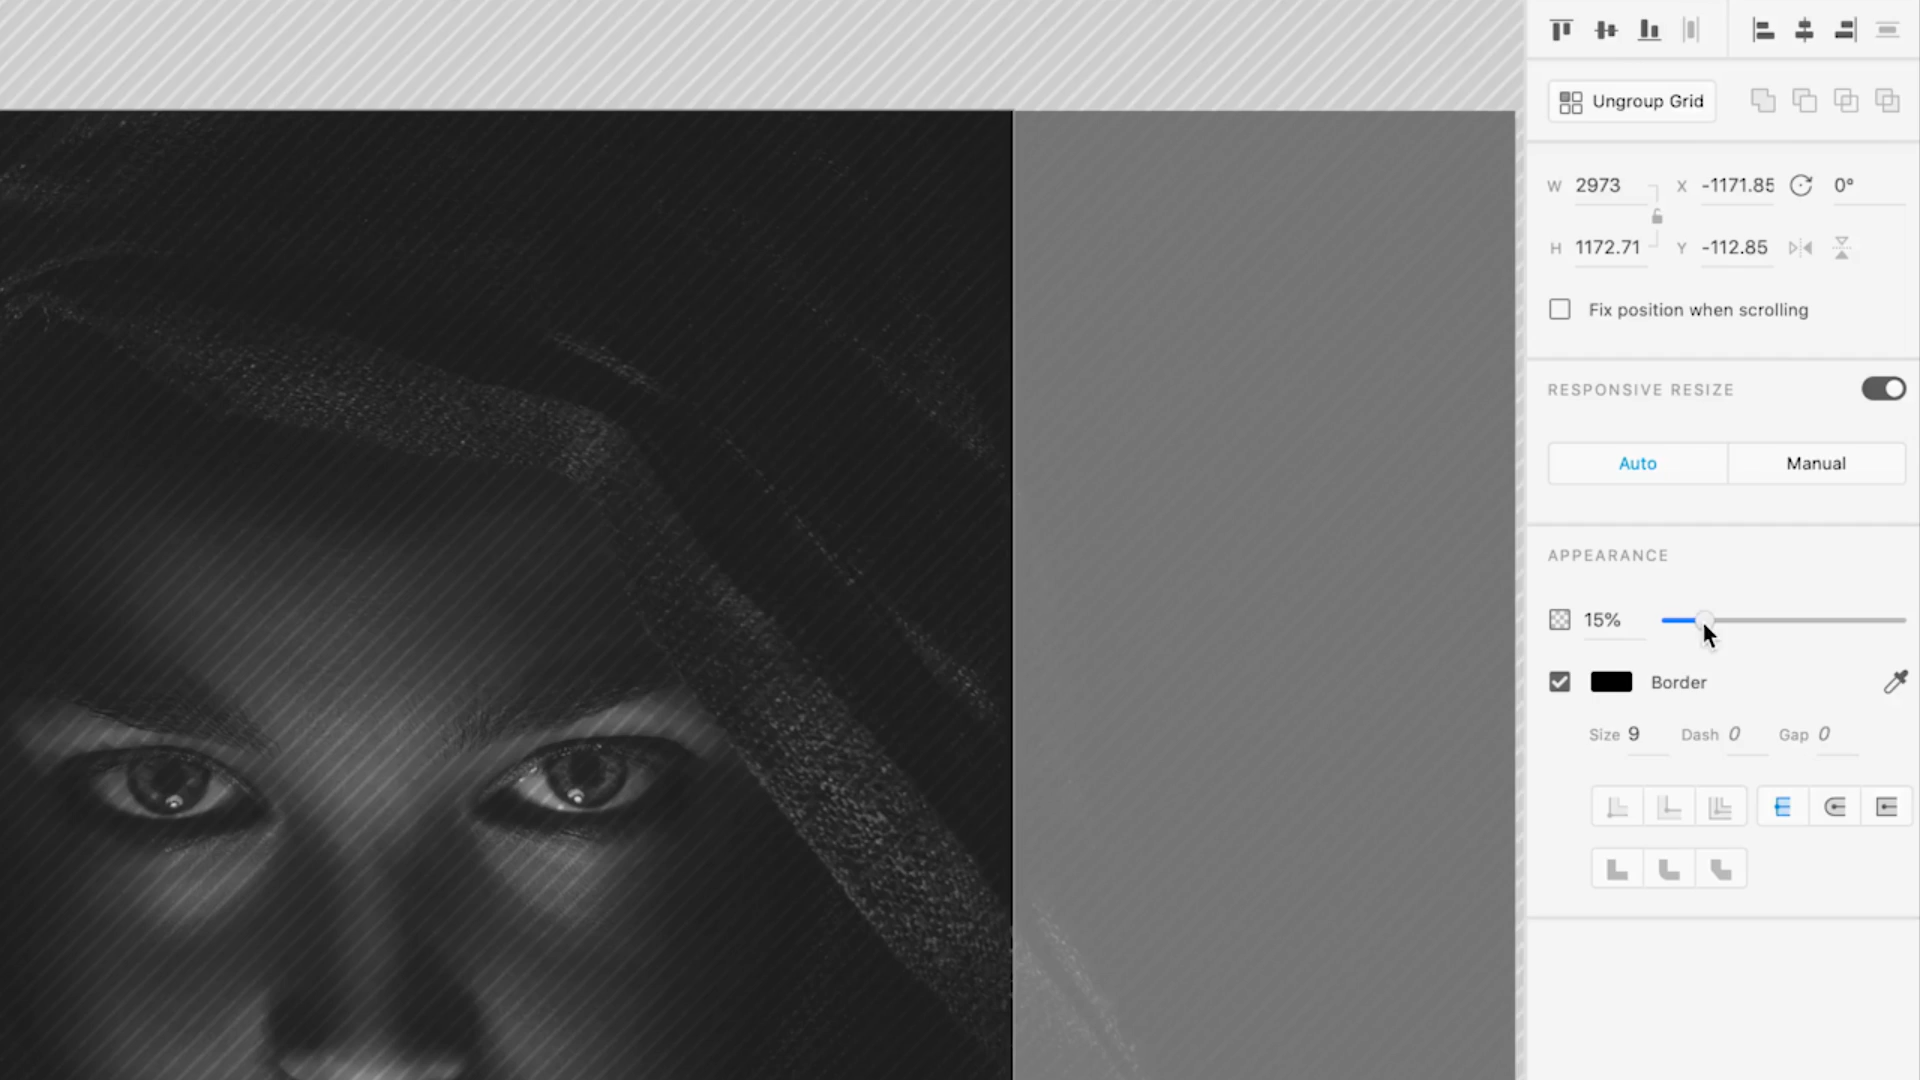 Ungroup Grid
W 2973 X -1171.85 0°
H 1172.71 Y -112.85
Fix position when scrolling
RESPONSIVE RESIZE
Auto Manual
APPEARANCE
15%
Border
Size 9 Dash 0 Gap 0